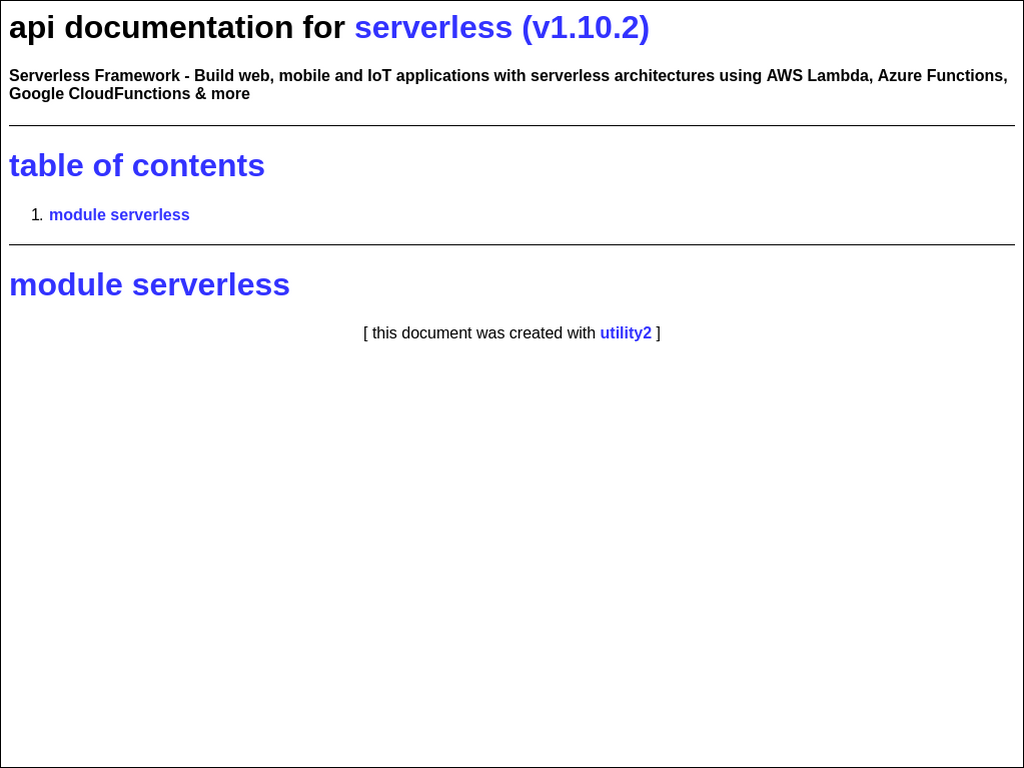 api documentation for serverless (v1.10.2)
Serverless Framework - Build web, mobile and IoT applications with serverless architectures using AWS Lambda, Azure Functions,
Google CloudFunctions & more
table of contents
1. module serverless
module serverless
[ this document was created with utility2 ]